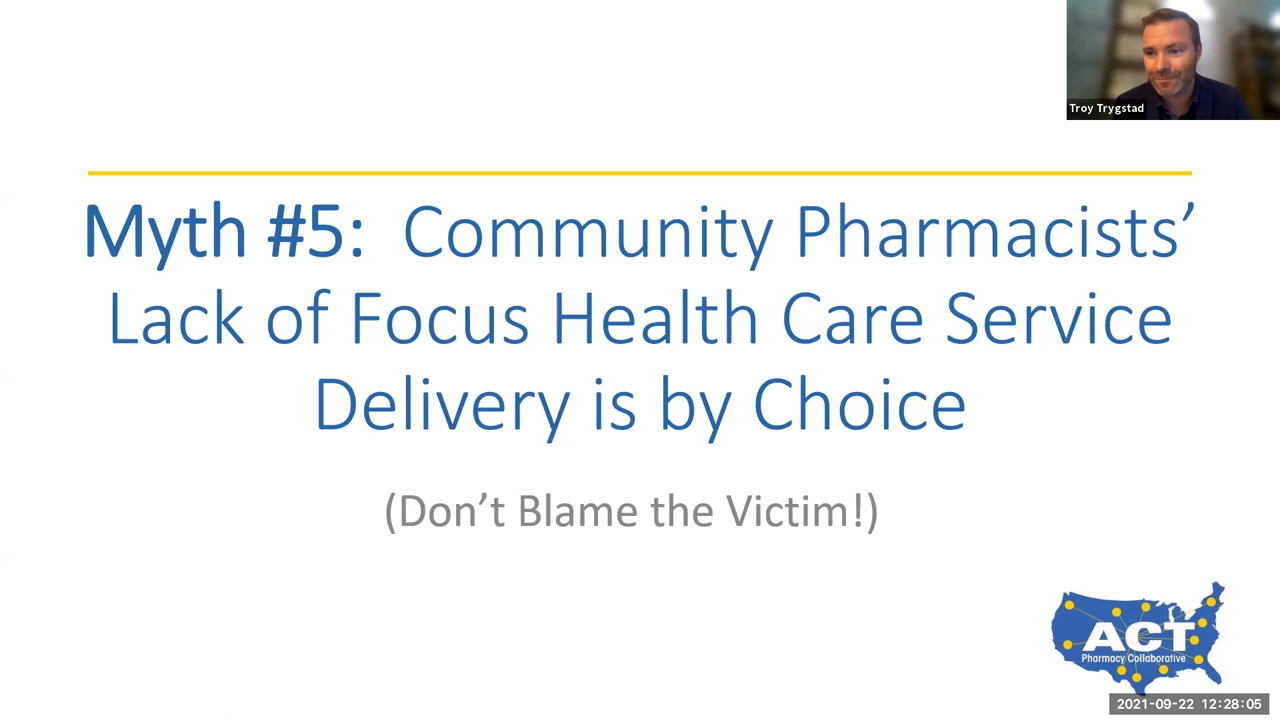 Troy Trygstad
Myth #5: Community Pharmacists’
Lack of Focus Health Care Service
Delivery is by Choice
(Don’t Blame the Victim!)
ACT
Pharmacy Collaborative
2021-09-22 12:28:05